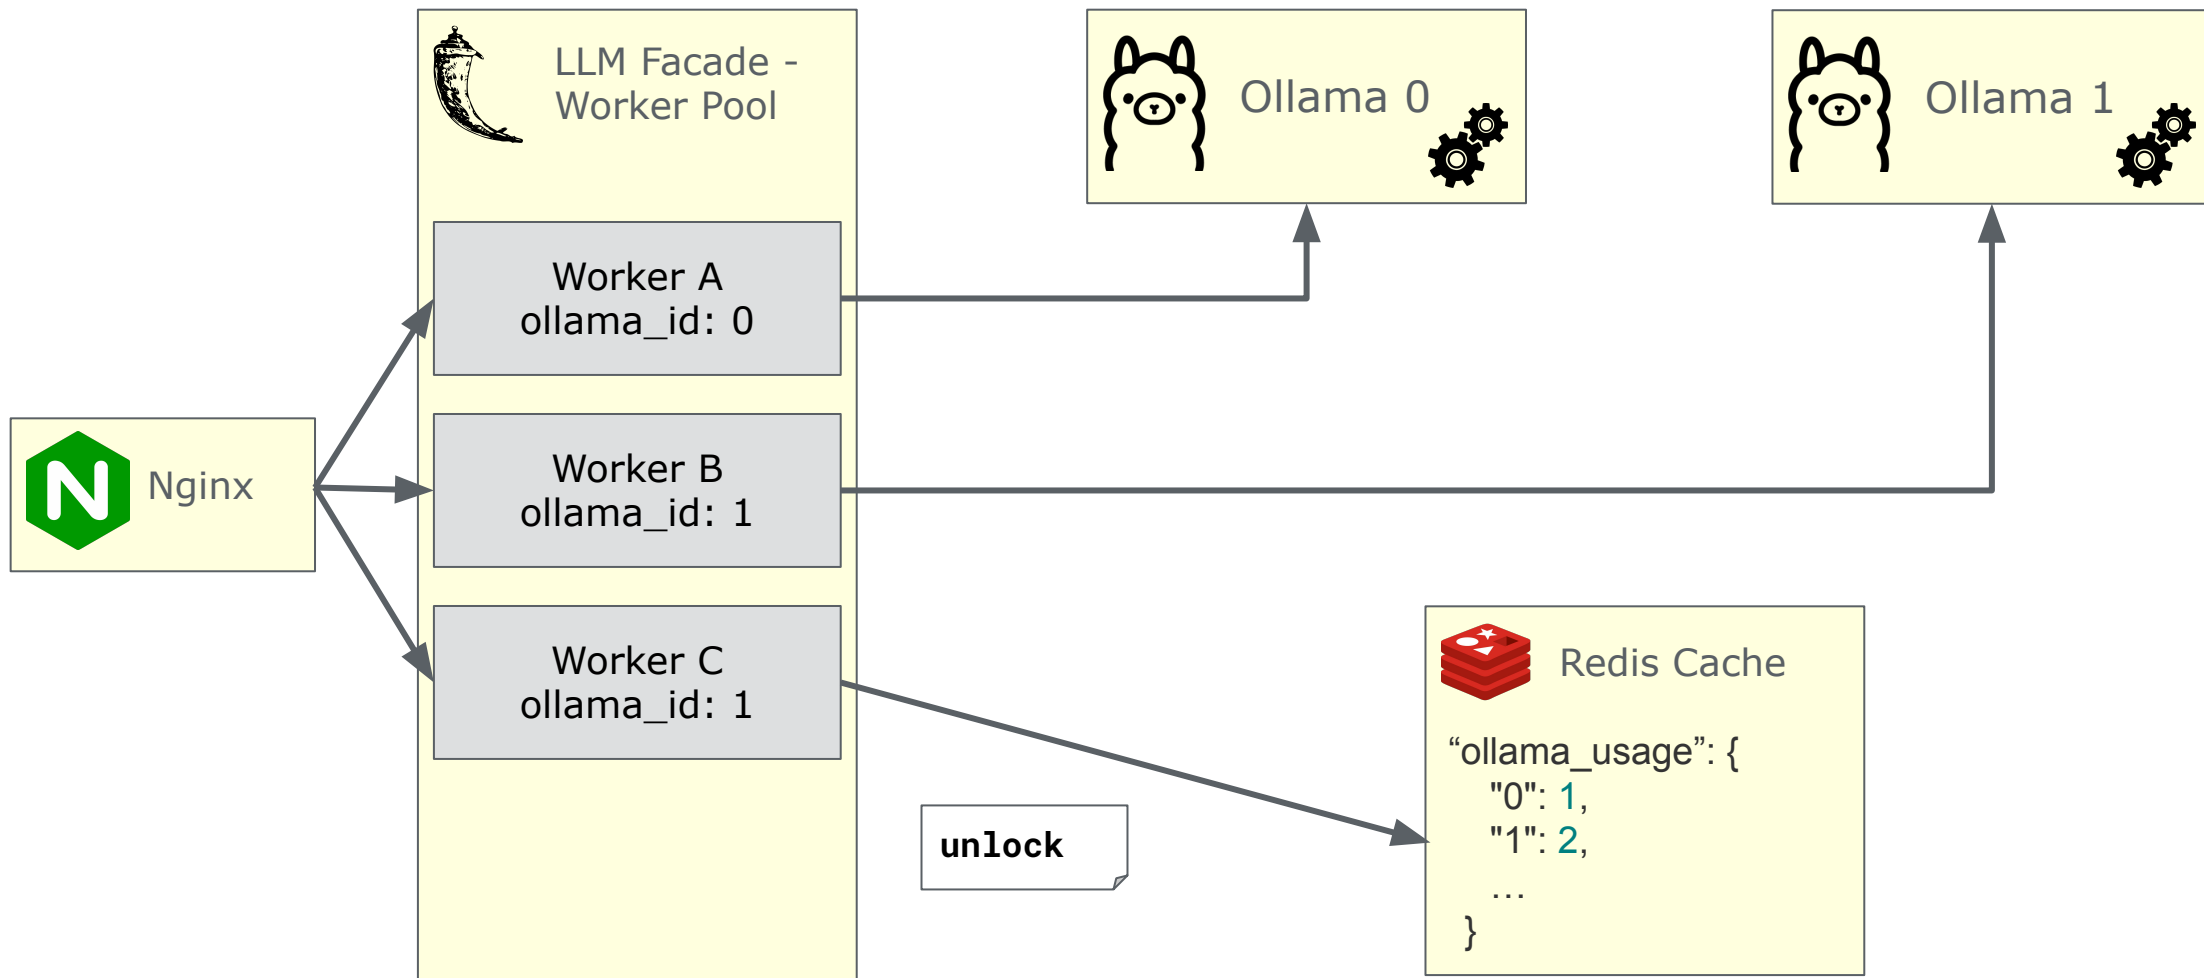 LLM Facade -
Worker Pool
Ollama 0
Ollama 1
Worker A
ollama_id: 0
Worker B
ollama_id: 1
Worker C
ollama_id: 1
N Nginx
unlock
Redis Cache
“ollama_usage”: {
"0": 1,
"1": 2,
...
}